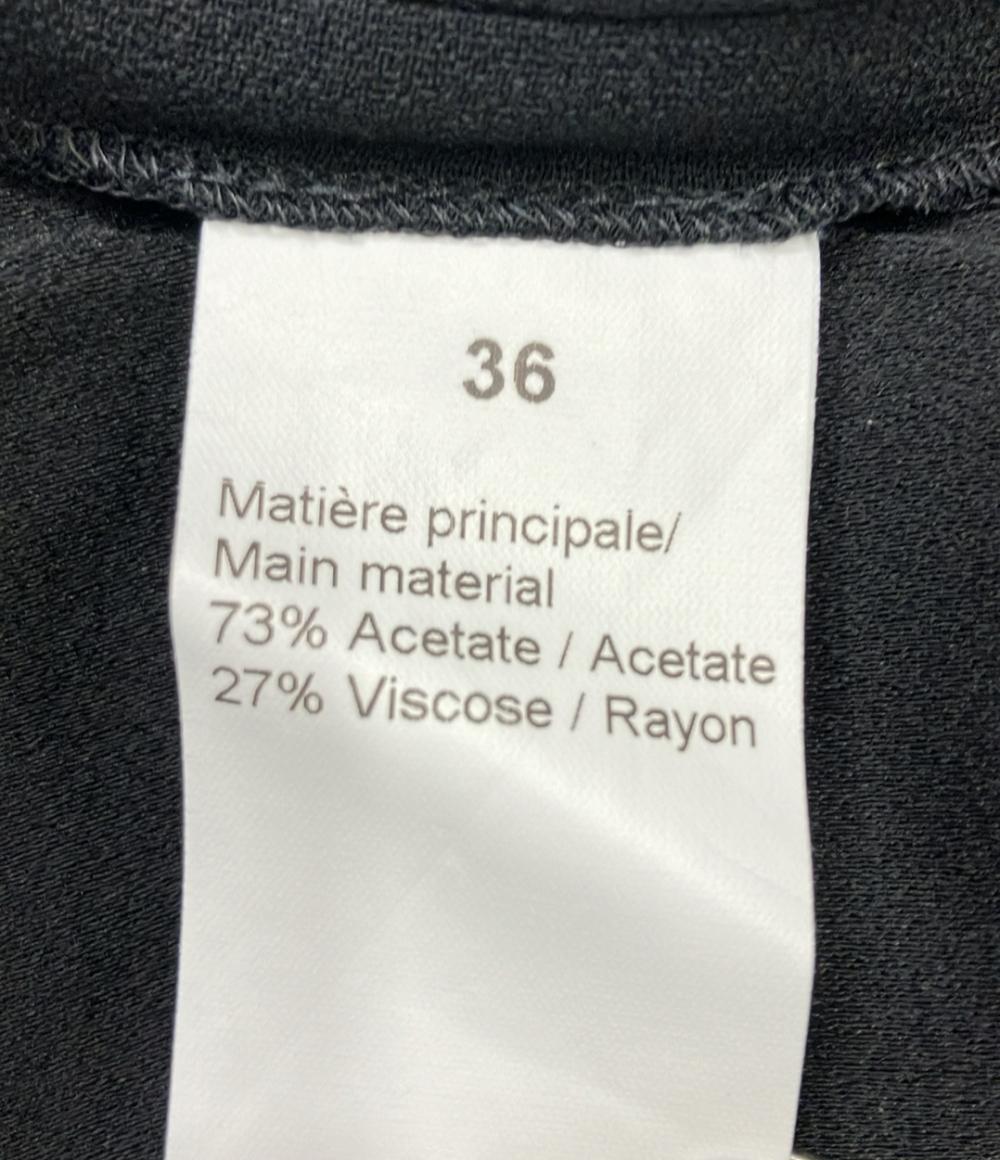 36
Matière principale/
Main material
73% Acetate / Acetate
27% Viscose / Rayon